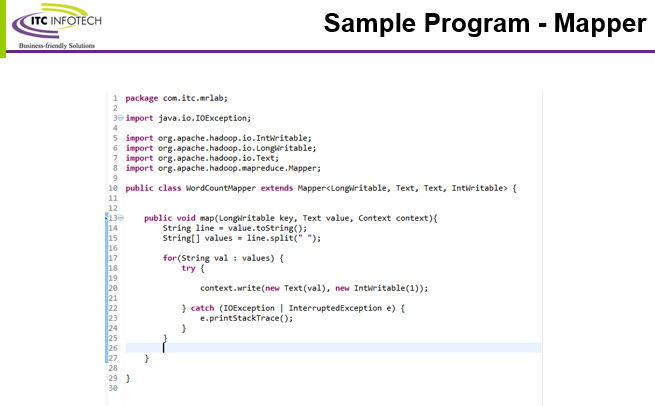 ITC INFOTECH
Business-friendly Solutions
Sample Program - Mapper
1 package com.itc.mrlab;
2
3 import java.io.IOException;
4
5 import org.apache.hadoop.io.IntWritable;
6 import org.apache.hadoop.io.LongWritable;
7 import org.apache.hadoop.io.Text;
8 import org.apache.hadoop.mapreduce.Mapper;
9
10 public class WordCountMapper extends Mapper<LongWritable, Text, Text, IntWritable> {
11
12
13 public void map(LongWritable key, Text value, Context context){
14 String line = value.toString();
15 String[] values = line.split(" ");
16
17 for(String val : values) {
18 try {
19
20 context.write(new Text(val), new IntWritable(1));
21
22 } catch (IOException | InterruptedException e) {
23 e.printStackTrace();
24 }
25 }
26
27 }
28
29 }
30